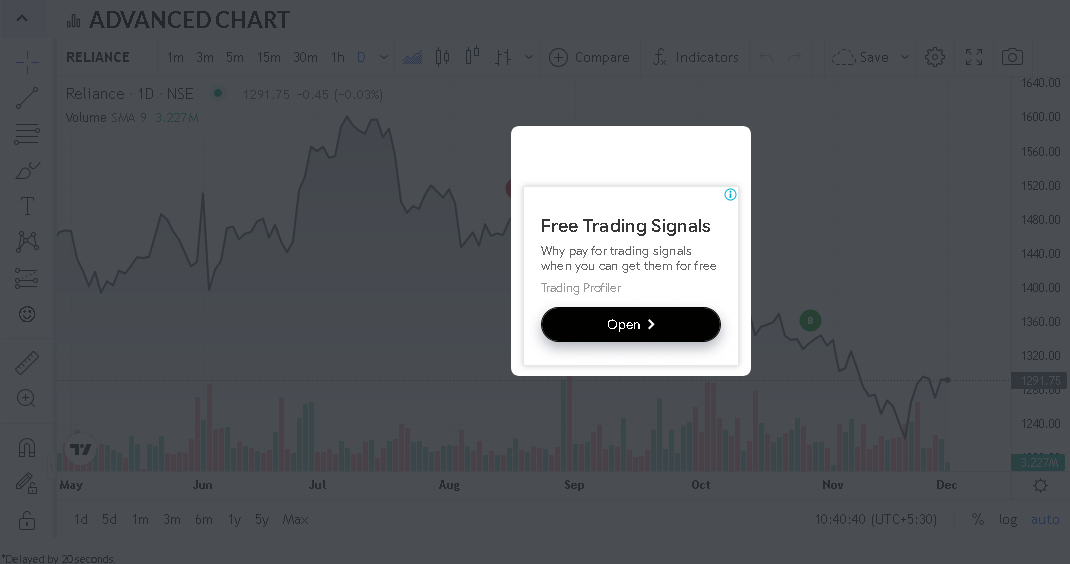 ADVANCED CHART
RELIANCE 1m 3m 5m 15m 30m 1h D Compare Indicators Save
Reliance · 1D · NSE 1291.75 −0.45 (−0.03%)
Volume SMA 9 3.227M
1640.00
1600.00
1560.00
1520.00
1480.00
1440.00
1400.00
1360.00
1320.00
1291.75
1280.00
1240.00
3.227M
Free Trading Signals
Why pay for trading signals
when you can get them for free
Trading Profiler
Open
B
May Jun Jul Aug Sep Oct Nov Dec
1d 5d 1m 3m 6m 1y 5y Max 10:40:40 (UTC+5:30) % log auto
*Delayed by 20 seconds.